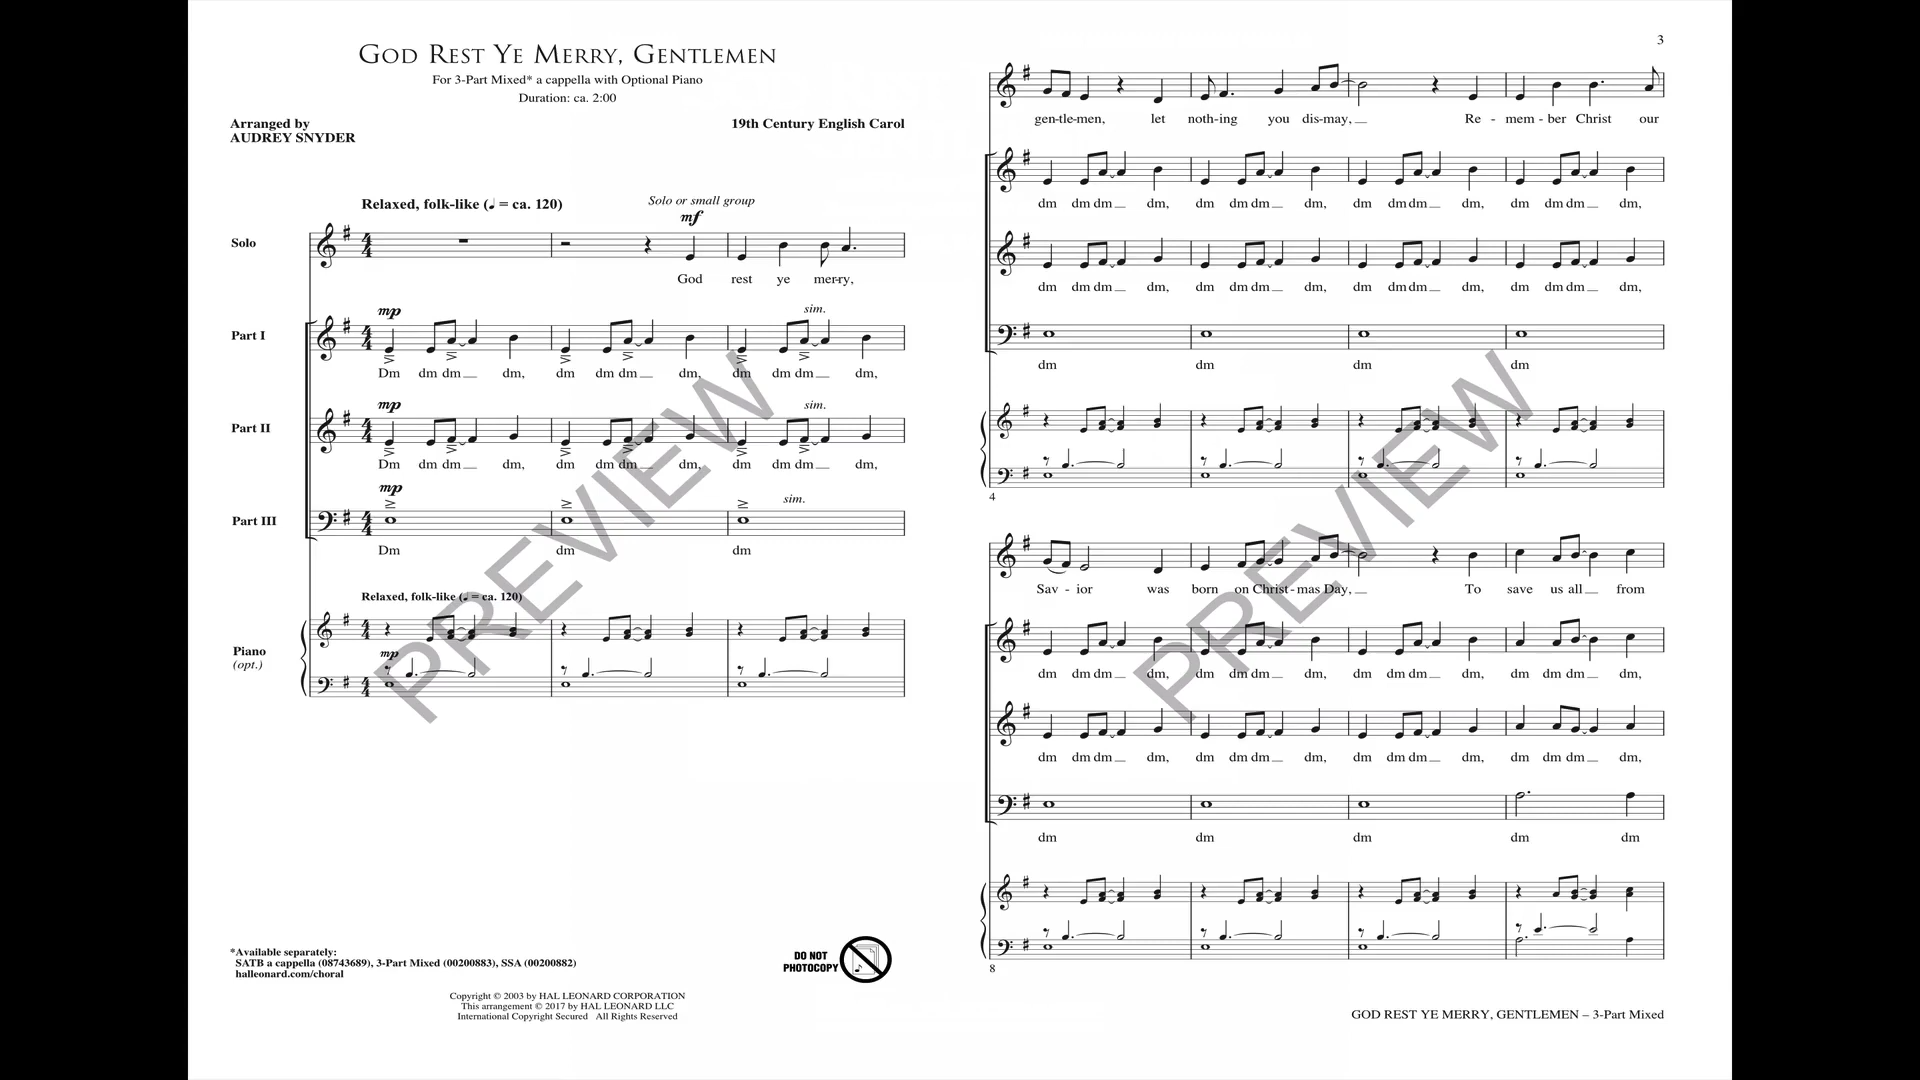 GOD REST YE MERRY, GENTLEMEN
For 3-Part Mixed* a cappella with Optional Piano
Duration: ca. 2:00
Arranged by
AUDREY SNYDER
19th Century English Carol
Relaxed, folk-like (♩ = ca. 120)
Solo or small group
mf
Solo
God rest ye mer-ry,
mp
sim.
Part I
Dm dm dm dm, dm dm dm dm, dm dm dm dm,
mp
sim.
Part II
Dm dm dm dm, dm dm dm dm, dm dm dm dm,
mp
sim.
Part III
Dm dm dm
Relaxed, folk-like (♩ = ca. 120)
Piano
(opt.)
mp
PREVIEW
*Available separately:
SATB a cappella (08743689), 3-Part Mixed (00200883), SSA (00200882)
halleonard.com/choral
DO NOT
PHOTOCOPY
Copyright © 2003 by HAL LEONARD CORPORATION
This arrangement © 2017 by HAL LEONARD LLC
International Copyright Secured All Rights Reserved
3
gen-tle-men, let noth-ing you dis-may, Re - mem - ber Christ our
dm dm dm dm, dm dm dm dm, dm dm dm dm, dm dm dm dm,
dm dm dm dm, dm dm dm dm, dm dm dm dm, dm dm dm dm,
dm dm dm dm
4
Sav - ior was born on Christ-mas Day, To save us all from
dm dm dm dm, dm dm dm dm, dm dm dm dm, dm dm dm dm,
dm dm dm dm, dm dm dm dm, dm dm dm dm, dm dm dm dm,
dm dm dm dm dm
8
PREVIEW
GOD REST YE MERRY, GENTLEMEN – 3-Part Mixed